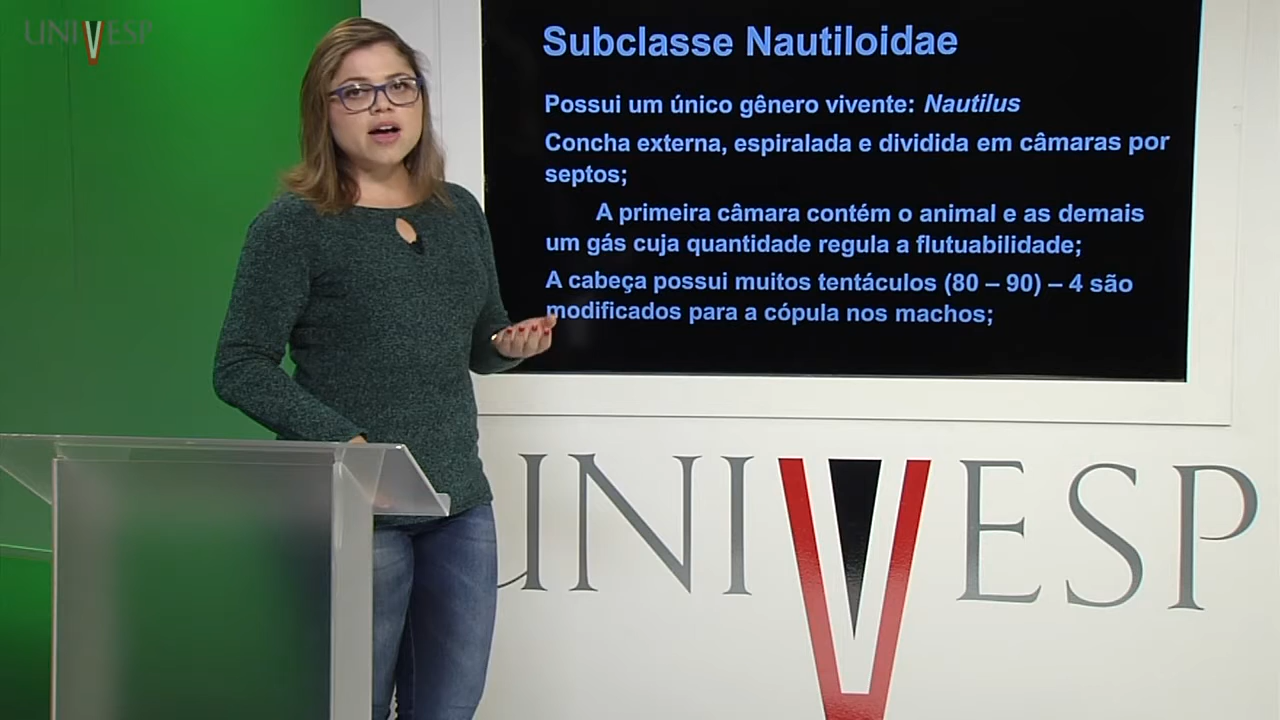 UNIVESP
Subclasse Nautiloidae
Possui um único gênero vivente: Nautilus
Concha externa, espiralada e dividida em câmaras por
septos;
A primeira câmara contém o animal e as demais
um gás cuja quantidade regula a flutuabilidade;
A cabeça possui muitos tentáculos (80 – 90) – 4 são
modificados para a cópula nos machos;
UNIVESP